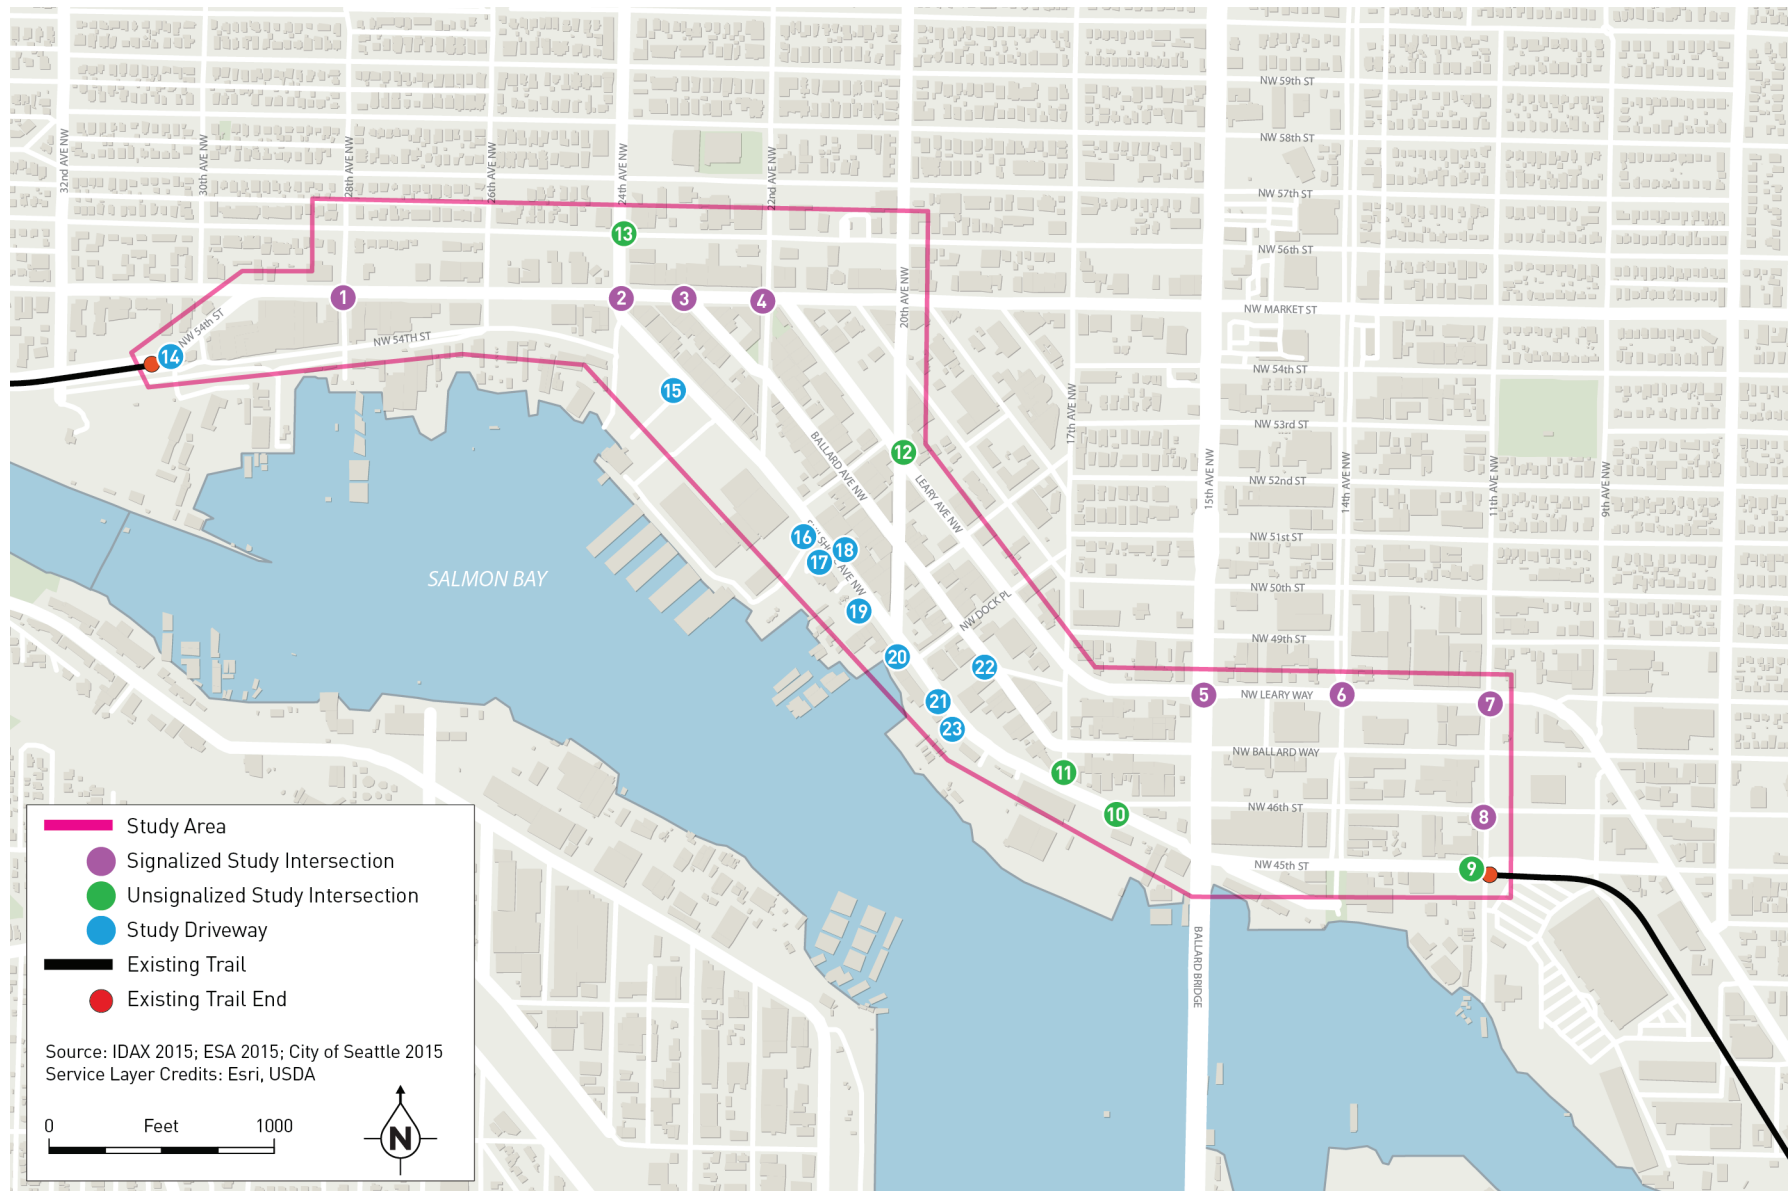 NW 59th ST
NW 58th ST
32nd AVE NW
30th AVE NW
28th AVE NW
26th AVE NW
24th AVE NW
22nd AVE NW
NW 57th ST
13
NW 56th ST
20th AVE NW
1
2
3
4
NW MARKET ST
NW 54th ST
NW 54TH ST
14
NW 54th ST
15
17th AVE NW
NW 53rd ST
12
BALLARD AVE NW
LEARY AVE NW
15th AVE NW
14th AVE NW
11th AVE NW
9th AVE NW
NW 52nd ST
16
17
18
AVE NW
NW 51st ST
SALMON BAY
NW 50th ST
19
NW DOCK PL
NW 49th ST
20
22
5
NW LEARY WAY
6
7
21
23
NW BALLARD WAY
11
10
NW 46th ST
8
NW 45th ST
9
BALLARD BRIDGE
Study Area
Signalized Study Intersection
Unsignalized Study Intersection
Study Driveway
Existing Trail
Existing Trail End
Source: IDAX 2015; ESA 2015; City of Seattle 2015
Service Layer Credits: Esri, USDA
0 Feet 1000
N